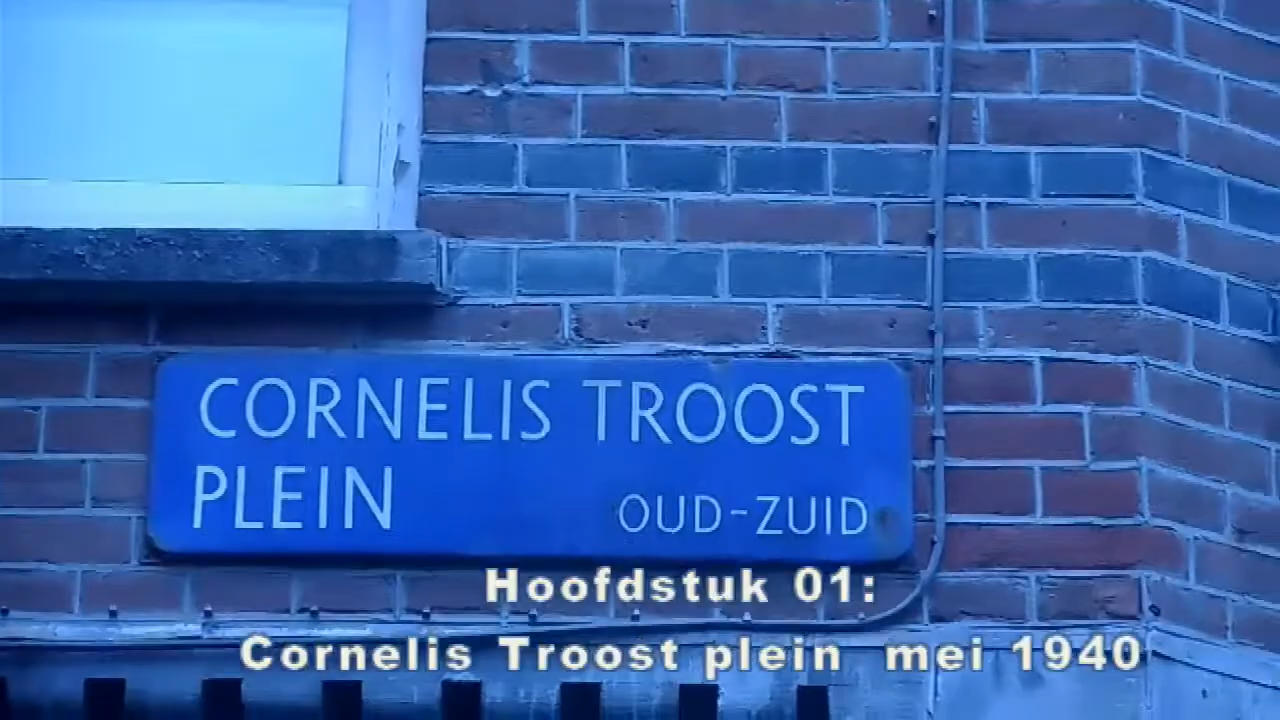 CORNELIS TROOST
PLEIN
OUD-ZUID
Hoofdstuk 01:
Cornelis Troost plein mei 1940